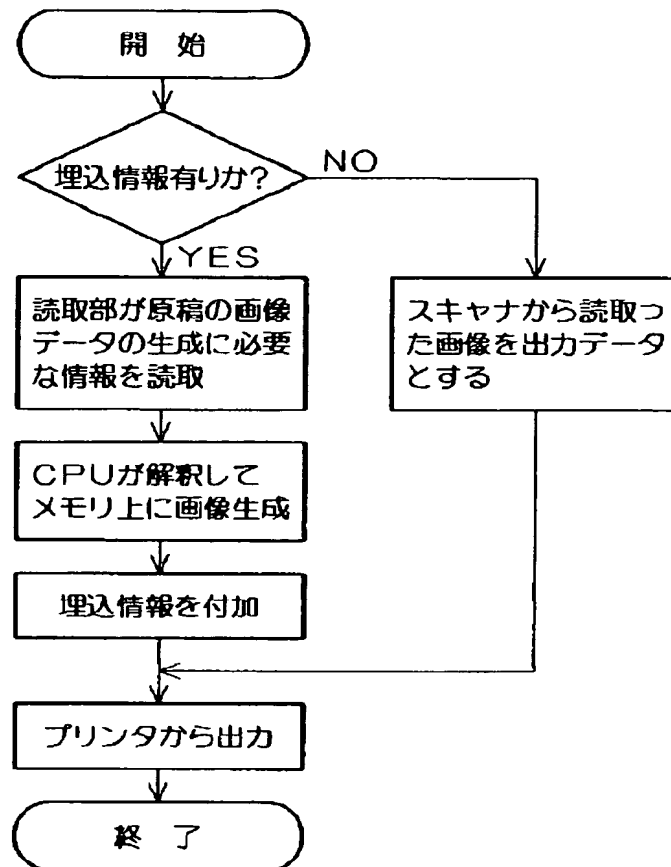 開 始
埋込情報有りか?
NO
YES
読取部が原稿の画像
データの生成に必要
な情報を読取
スキャナから読取っ
た画像を出力データ
とする
CPUが解釈して
メモリ上に画像生成
埋込情報を付加
プリンタから出力
終 了